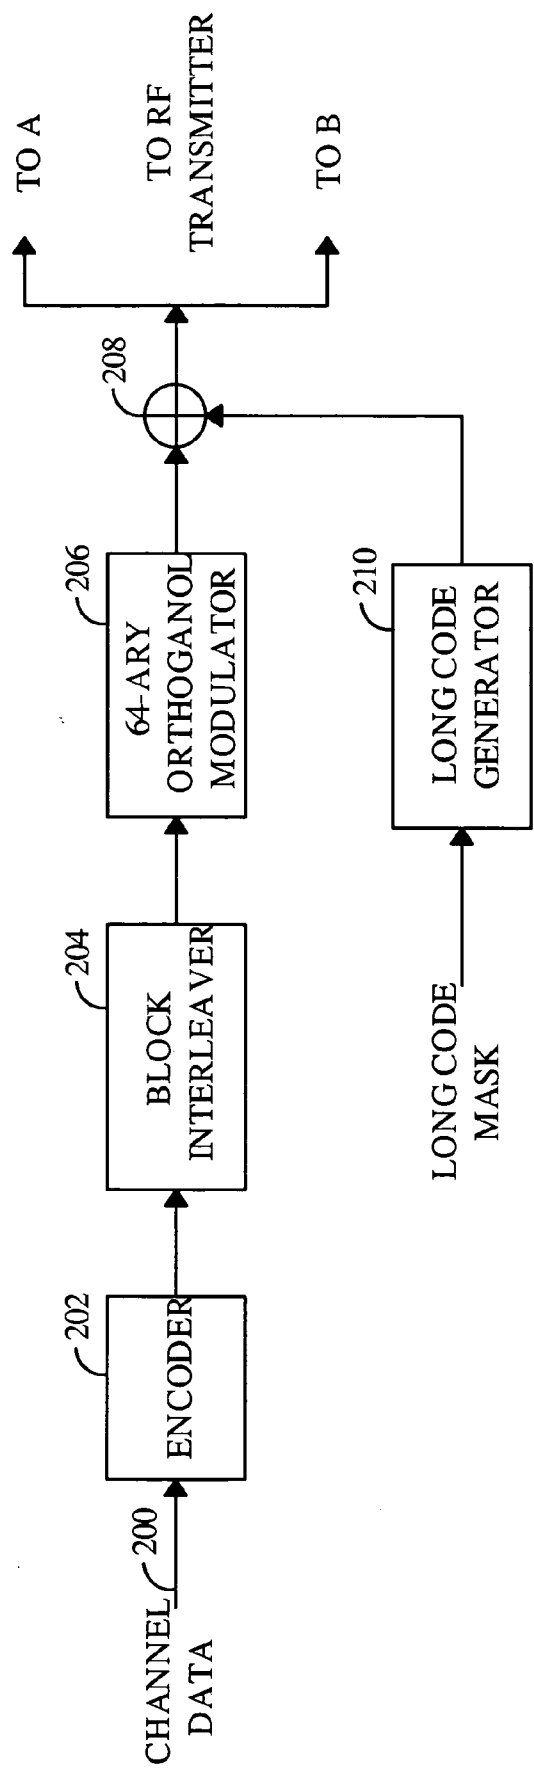 CHANNEL
DATA
200
ENCODER
202
BLOCK
INTERLEAVER
204
64-ARY
ORTHOGANOL
MODULATOR
206
208
LONG CODE
MASK
LONG CODE
GENERATOR
210
TO A
TO RF
TRANSMITTER
TO B